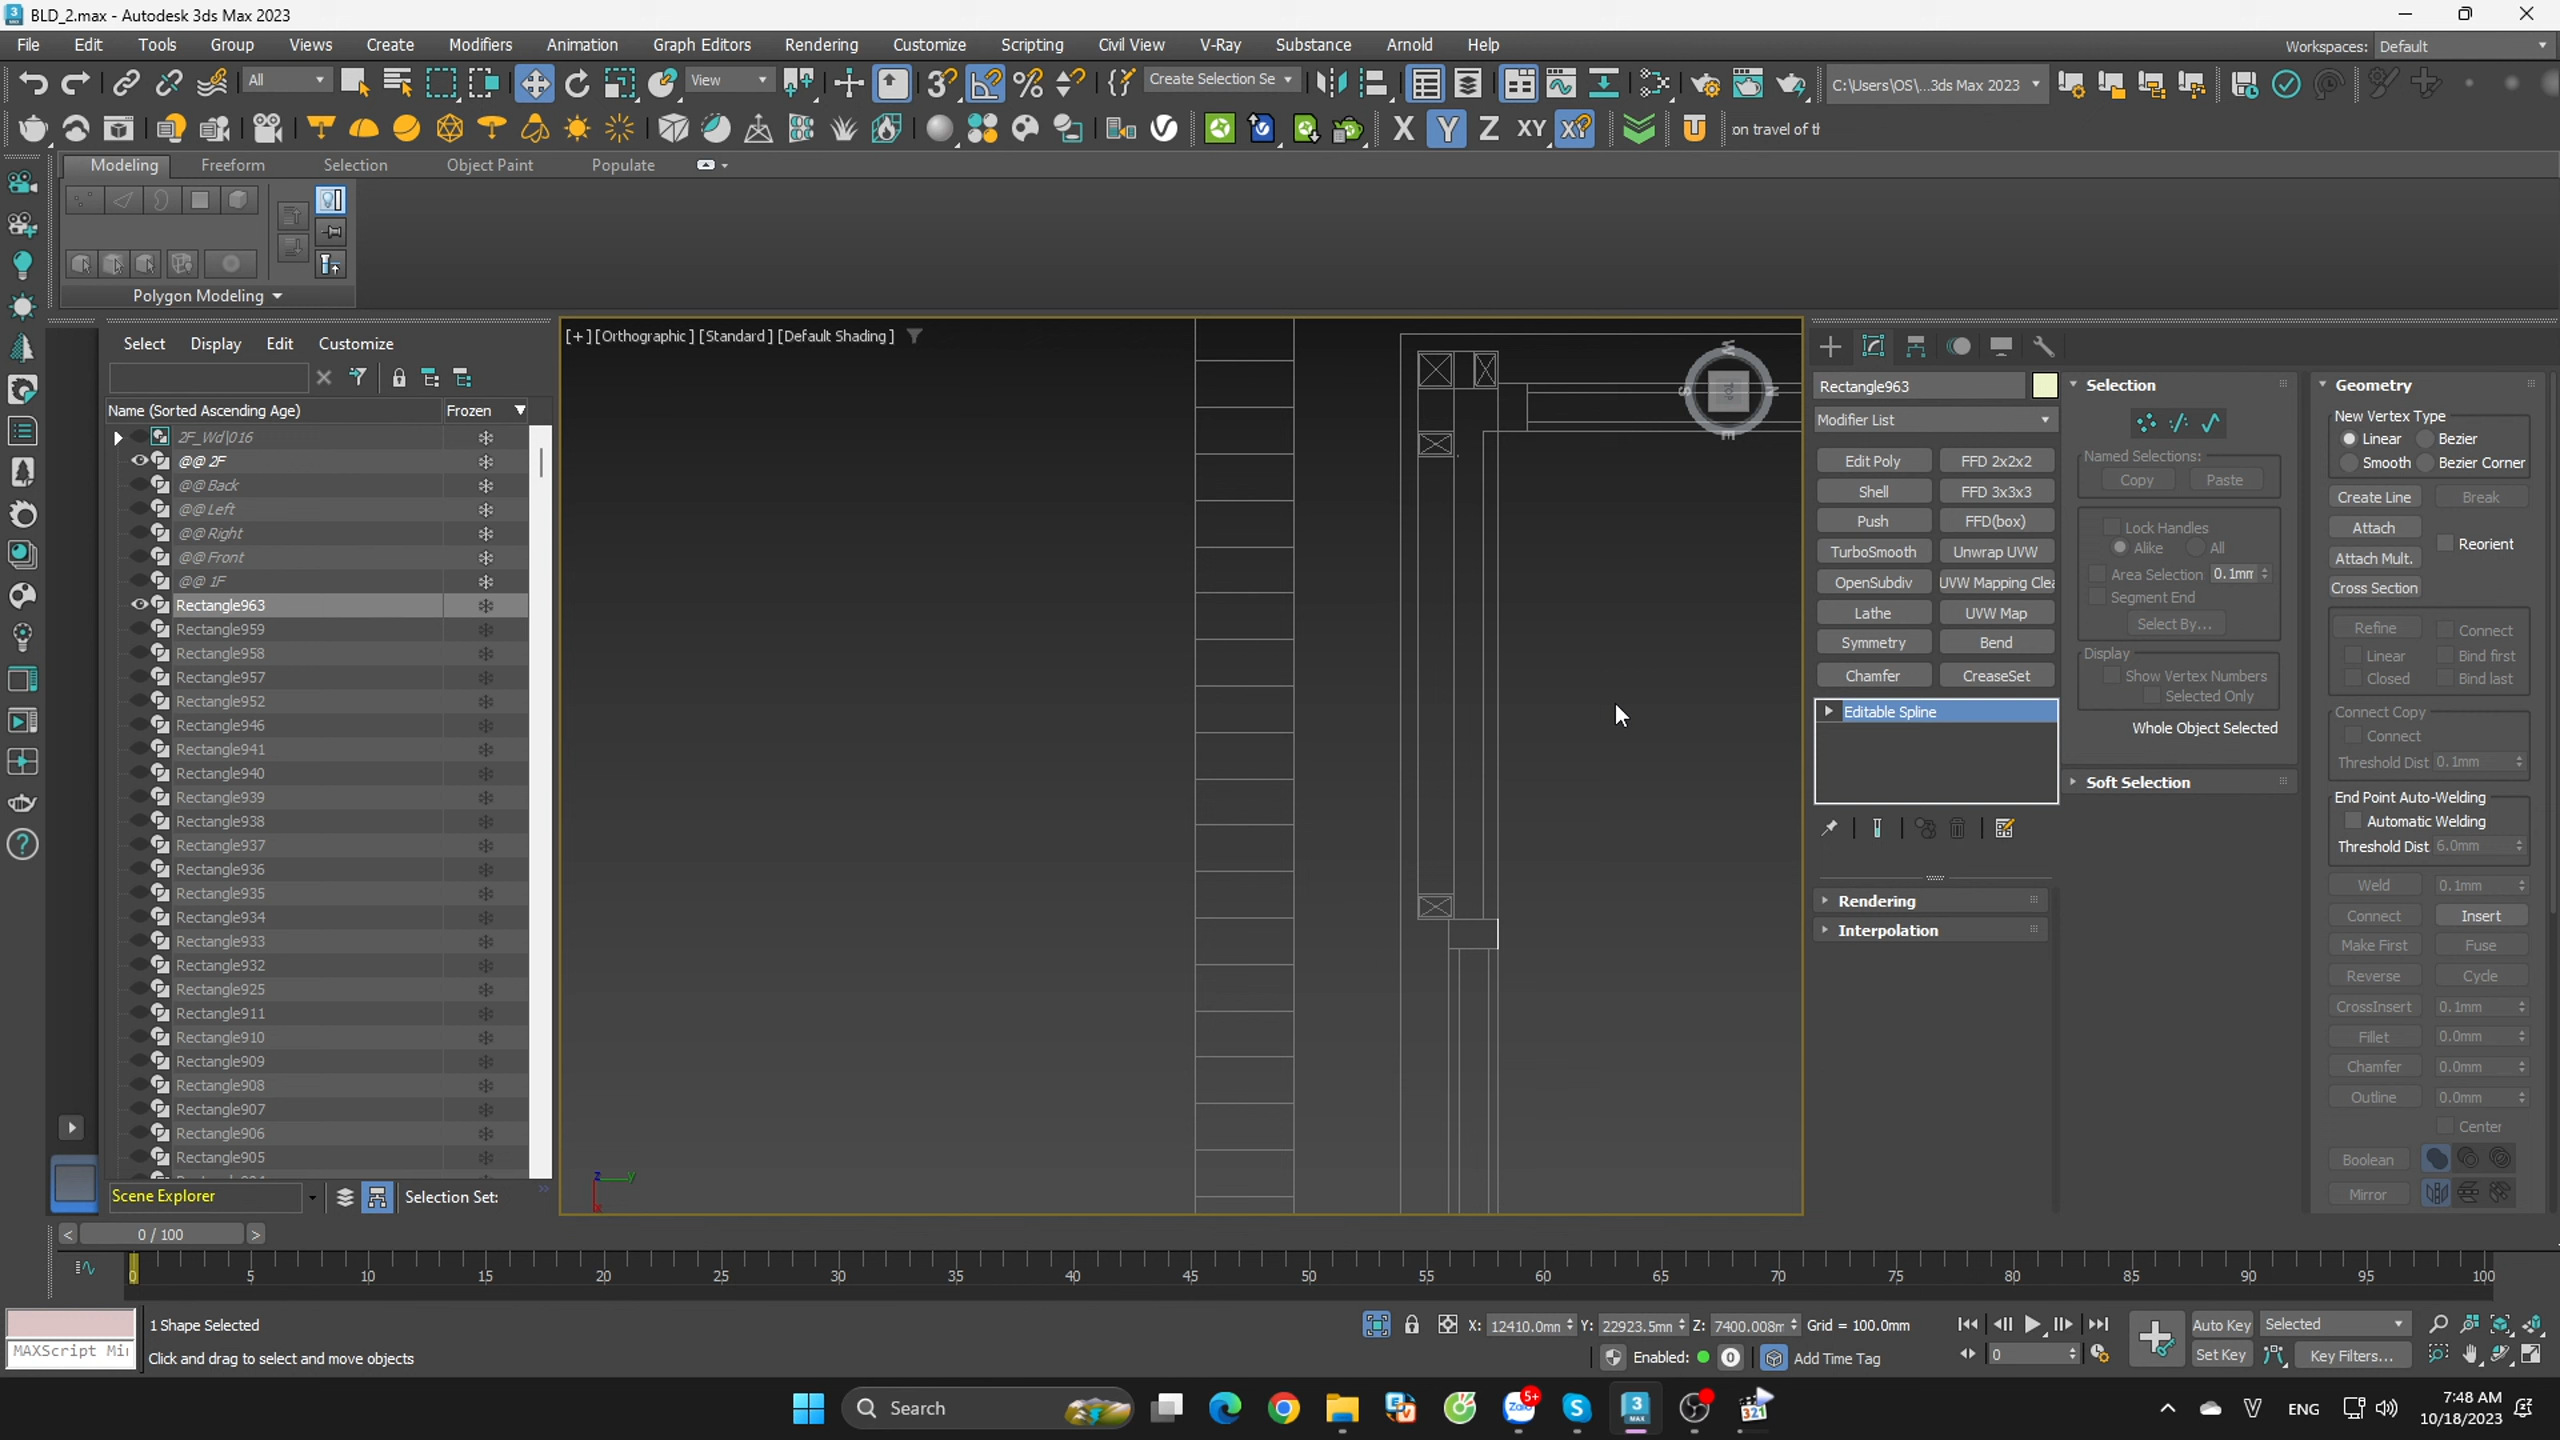 BLD_2.max - Autodesk 3ds Max 2023
File Edit Tools Group Views Create Modifiers Animation Graph Editors Rendering Customize Scripting Civil View V-Ray Substance Arnold Help
Workspaces: Default
All
View
Create Selection Se
C:\Users\OS\...3ds Max 2023
X Y Z XY
on travel of tl
Modeling Freeform Selection Object Paint Populate
Polygon Modeling
Select Display Edit Customize
Name (Sorted Ascending Age) Frozen
2F_Wd|016
@@ 2F
@@ Back
@@ Left
@@ Right
@@ Front
@@ 1F
Rectangle963
Rectangle959
Rectangle958
Rectangle957
Rectangle952
Rectangle946
Rectangle941
Rectangle940
Rectangle939
Rectangle938
Rectangle937
Rectangle936
Rectangle935
Rectangle934
Rectangle933
Rectangle932
Rectangle925
Rectangle911
Rectangle910
Rectangle909
Rectangle908
Rectangle907
Rectangle906
Rectangle905
Scene Explorer
Selection Set:
[+] [Orthographic] [Standard] [Default Shading]
TOP
W
S N
E
z y
x
Rectangle963
Modifier List
Edit Poly FFD 2x2x2
Shell FFD 3x3x3
Push FFD(box)
TurboSmooth Unwrap UVW
OpenSubdiv UVW Mapping Clea
Lathe UVW Map
Symmetry Bend
Chamfer CreaseSet
Editable Spline
Rendering
Interpolation
Selection
Named Selections:
Copy Paste
Lock Handles
Alike All
Area Selection 0.1mm
Segment End
Select By...
Display
Show Vertex Numbers
Selected Only
Whole Object Selected
Soft Selection
Geometry
New Vertex Type
Linear Bezier
Smooth Bezier Corner
Create Line Break
Attach
Reorient
Attach Mult.
Cross Section
Refine Connect
Linear Bind first
Closed Bind last
Connect Copy
Connect
Threshold Dist 0.1mm
End Point Auto-Welding
Automatic Welding
Threshold Dist 6.0mm
Weld 0.1mm
Connect Insert
Make First Fuse
Reverse Cycle
CrossInsert 0.1mm
Fillet 0.0mm
Chamfer 0.0mm
Outline 0.0mm
Center
Boolean
Mirror
< 0 / 100 >
0 5 10 15 20 25 30 35 40 45 50 55 60 65 70 75 80 85 90 95 100
1 Shape Selected
X: 12410.0mn Y: 22923.5mn Z: 7400.008r Grid = 100.0mm
Auto Key Selected
MAXScript Mi
Click and drag to select and move objects
Enabled: 0 Add Time Tag
0
Set Key Key Filters...
Search
5+
Zalo
3
MAX
321
ENG
7:48 AM
10/18/2023